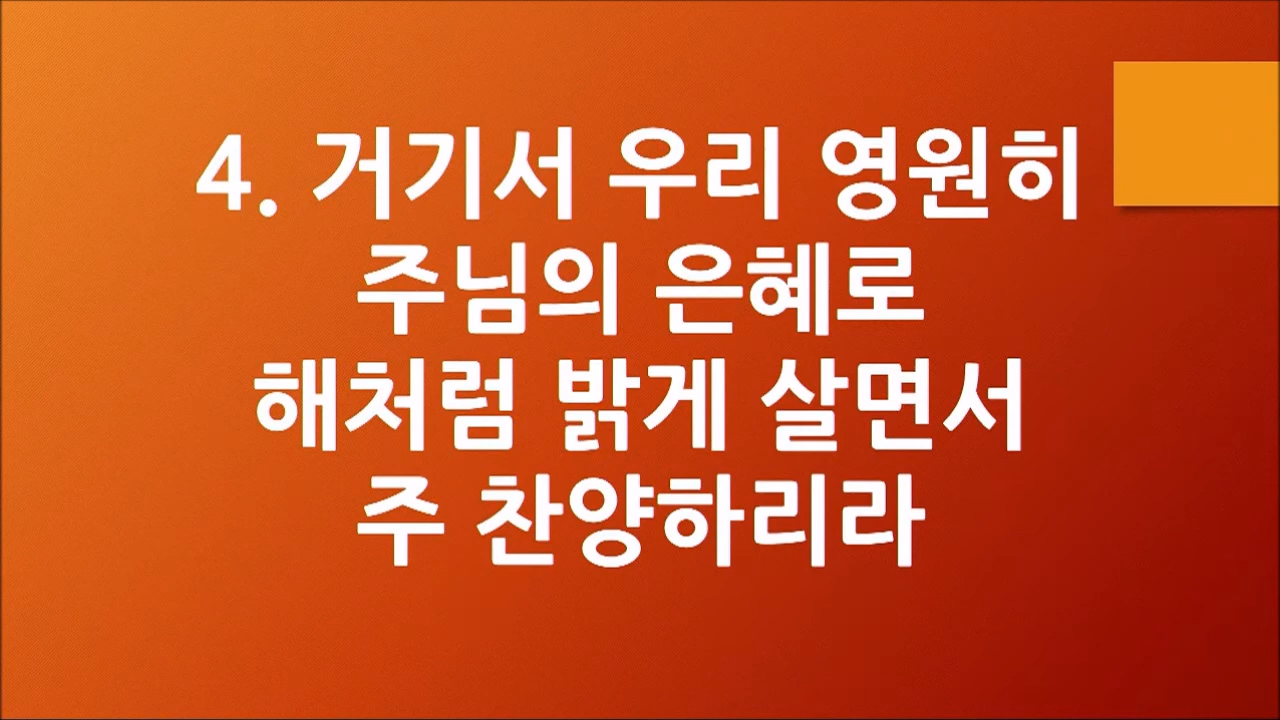 4. 거기서 우리 영원히
주님의 은혜로
해처럼 밝게 살면서
주 찬양하리라